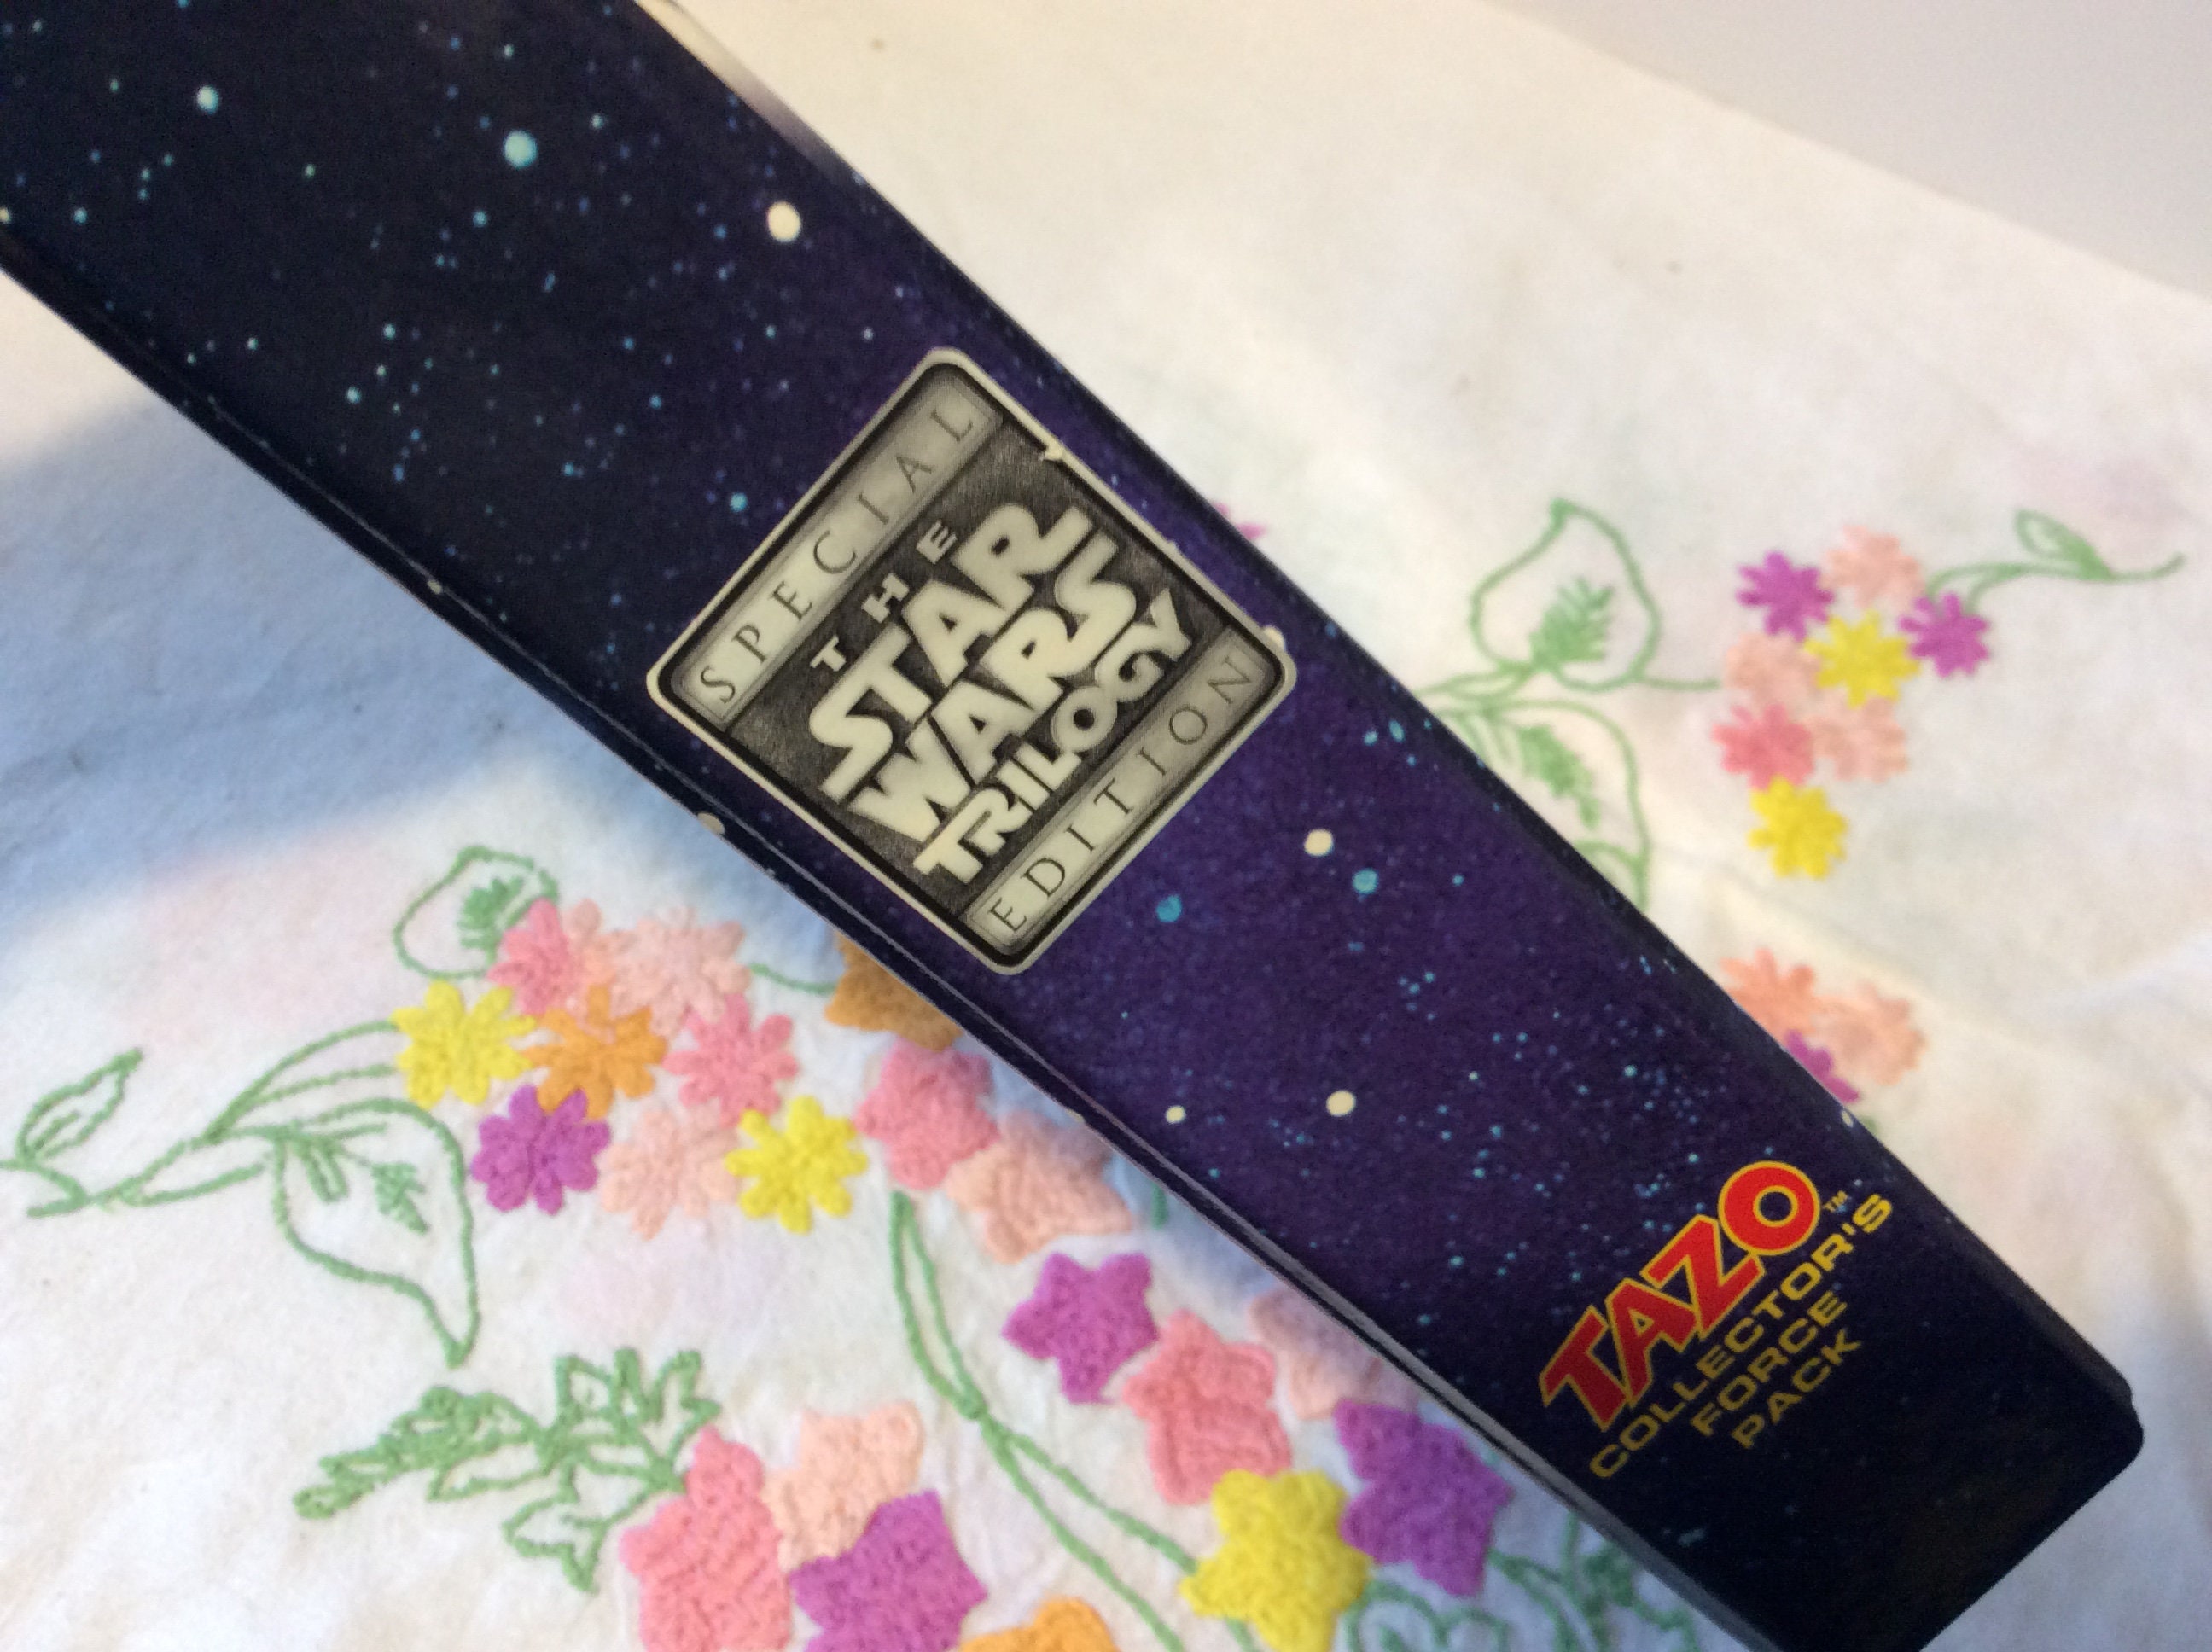 SPECIAL
THE
STAR
WARS
TRILOGY
EDITION
TAZO™
COLLECTOR'S
FORCE
PACK